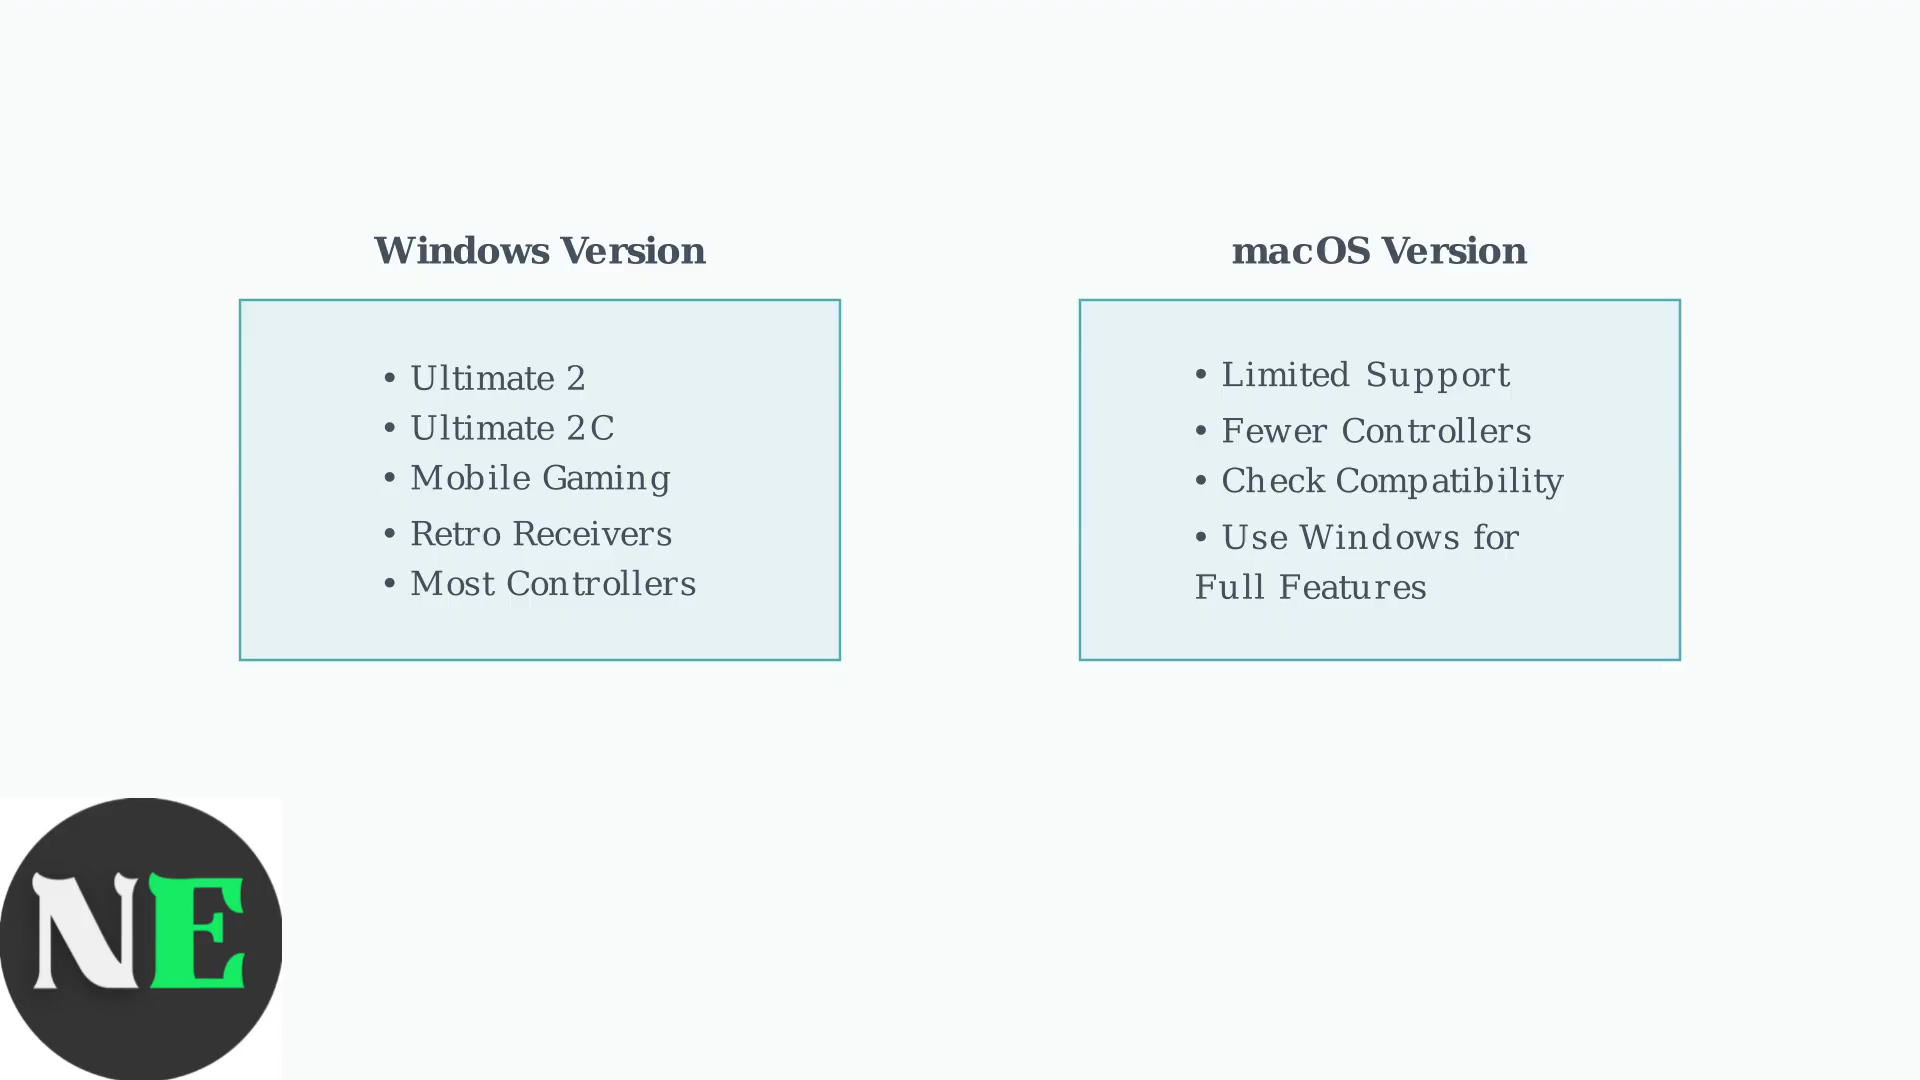 Windows Version
• Ultimate 2
• Ultimate 2C
• Mobile Gaming
• Retro Receivers
• Most Controllers
macOS Version
• Limited Support
• Fewer Controllers
• Check Compatibility
• Use Windows for
Full Features
NE